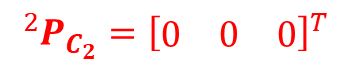 ²P_C₂ = [0 0 0]ᵀ